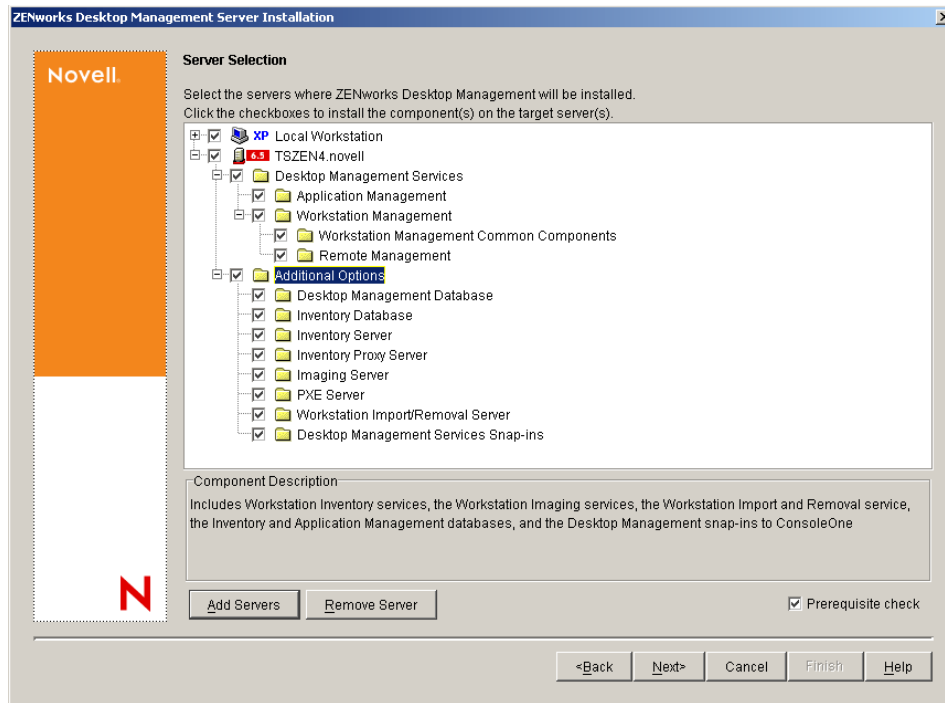 ZENworks Desktop Management Server Installation
Novell.
Server Selection
Select the servers where ZENworks Desktop Management will be installed.
Click the checkboxes to install the component(s) on the target server(s).
XP Local Workstation
6.5 TSZEN4.novell
Desktop Management Services
Application Management
Workstation Management
Workstation Management Common Components
Remote Management
Additional Options
Desktop Management Database
Inventory Database
Inventory Server
Inventory Proxy Server
Imaging Server
PXE Server
Workstation Import/Removal Server
Desktop Management Services Snap-ins
Component Description
Includes Workstation Inventory services, the Workstation Imaging services, the Workstation Import and Removal service,
the Inventory and Application Management databases, and the Desktop Management snap-ins to ConsoleOne
N
Add Servers Remove Server Prerequisite check
<Back Next> Cancel Finish Help